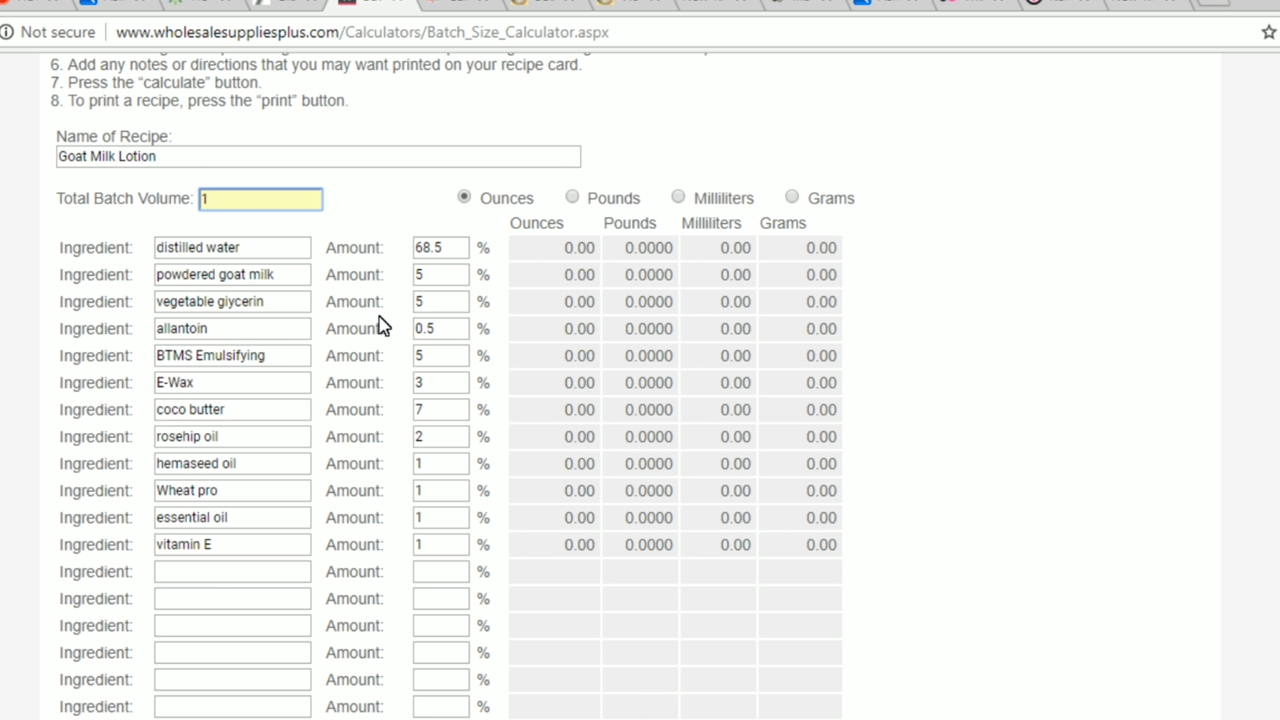 Not secure www.wholesalesuppliesplus.com/Calculators/Batch_Size_Calculator.aspx
6. Add any notes or directions that you may want printed on your recipe card.
7. Press the “calculate” button.
8. To print a recipe, press the “print” button.
Name of Recipe:
Goat Milk Lotion
Total Batch Volume: 1 Ounces Pounds Milliliters Grams
Ounces Pounds Milliliters Grams
Ingredient: distilled water Amount: 68.5 % 0.00 0.0000 0.00 0.00
Ingredient: powdered goat milk Amount: 5 % 0.00 0.0000 0.00 0.00
Ingredient: vegetable giycerin Amount: 5 % 0.00 0.0000 0.00 0.00
Ingredient: allantoin Amount: 0.5 % 0.00 0.0000 0.00 0.00
Ingredient: BTMS Emulsifying Amount: 5 % 0.00 0.0000 0.00 0.00
Ingredient: E-Wax Amount: 3 % 0.00 0.0000 0.00 0.00
Ingredient: coco butter Amount: 7 % 0.00 0.0000 0.00 0.00
Ingredient: rosehip oil Amount: 2 % 0.00 0.0000 0.00 0.00
Ingredient: hemaseed oil Amount: 1 % 0.00 0.0000 0.00 0.00
Ingredient: Wheat pro Amount: 1 % 0.00 0.0000 0.00 0.00
Ingredient: essential oil Amount: 1 % 0.00 0.0000 0.00 0.00
Ingredient: vitamin E Amount: 1 % 0.00 0.0000 0.00 0.00
Ingredient: Amount: %
Ingredient: Amount: %
Ingredient: Amount: %
Ingredient: Amount: %
Ingredient: Amount: %
Ingredient: Amount: %